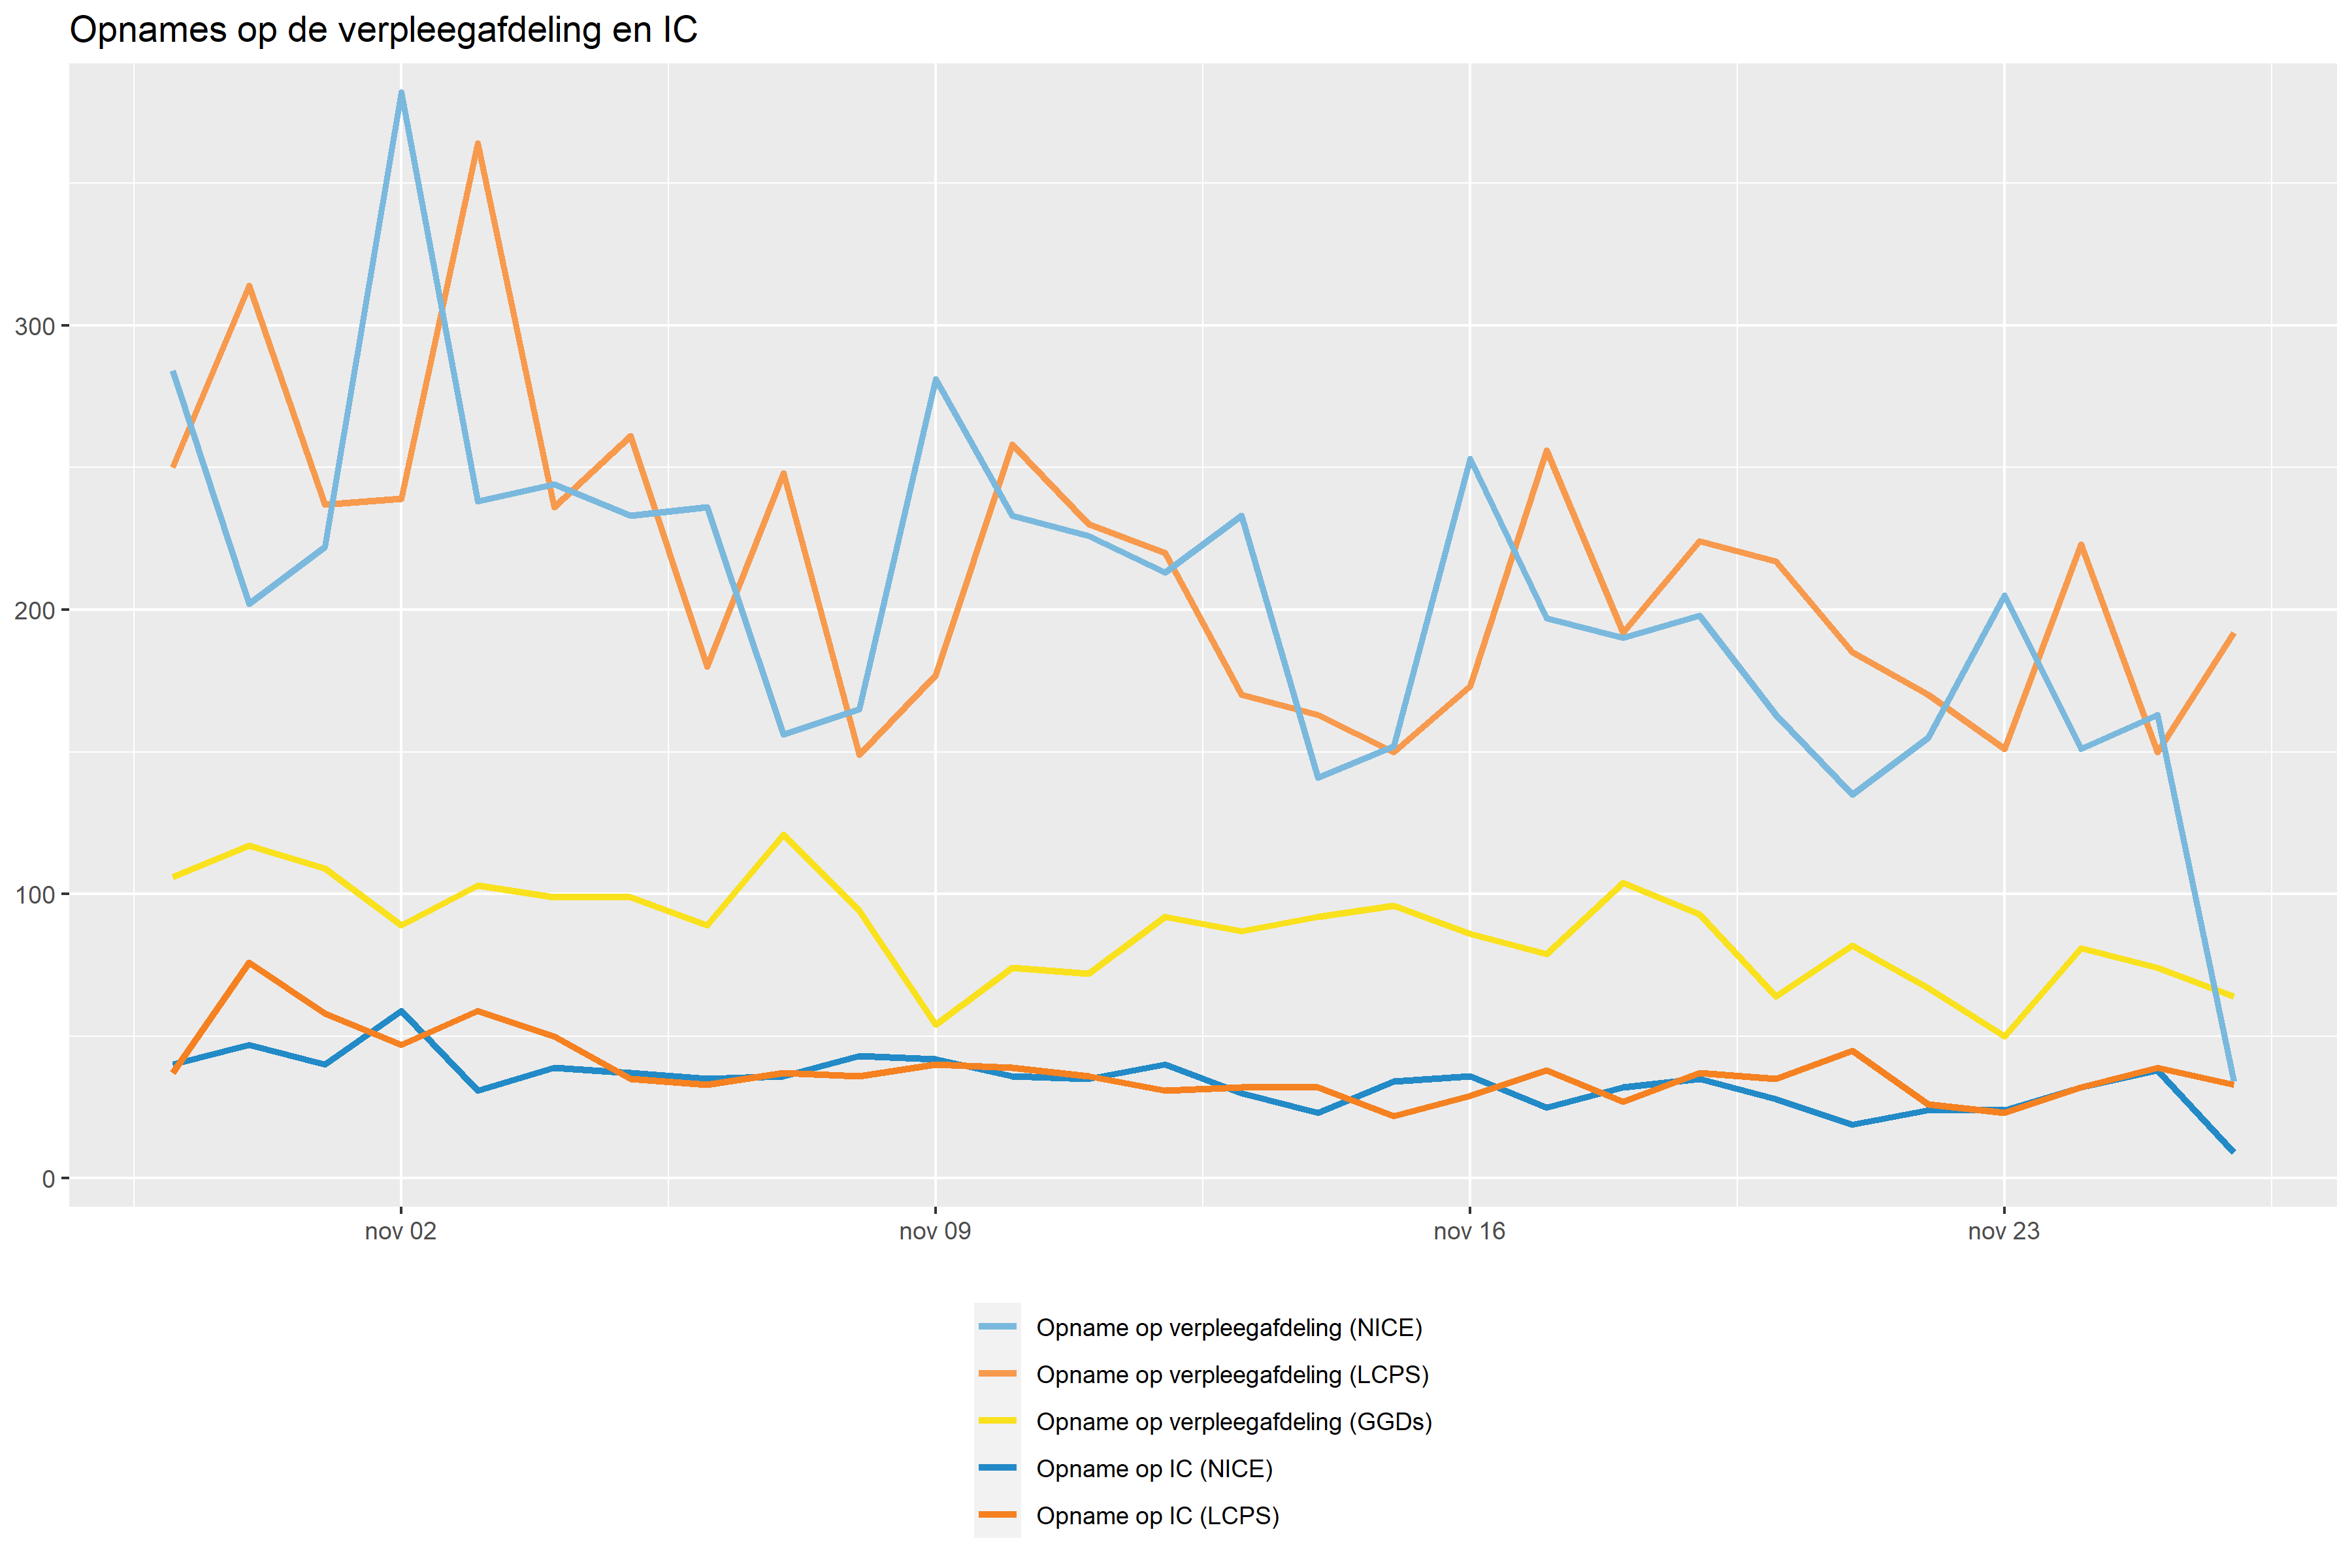 Opnames op de verpleegafdeling en IC
300
200
100
0
nov 02 nov 09 nov 16 nov 23
Opname op verpleegafdeling (NICE)
Opname op verpleegafdeling (LCPS)
Opname op verpleegafdeling (GGDs)
Opname op IC (NICE)
Opname op IC (LCPS)